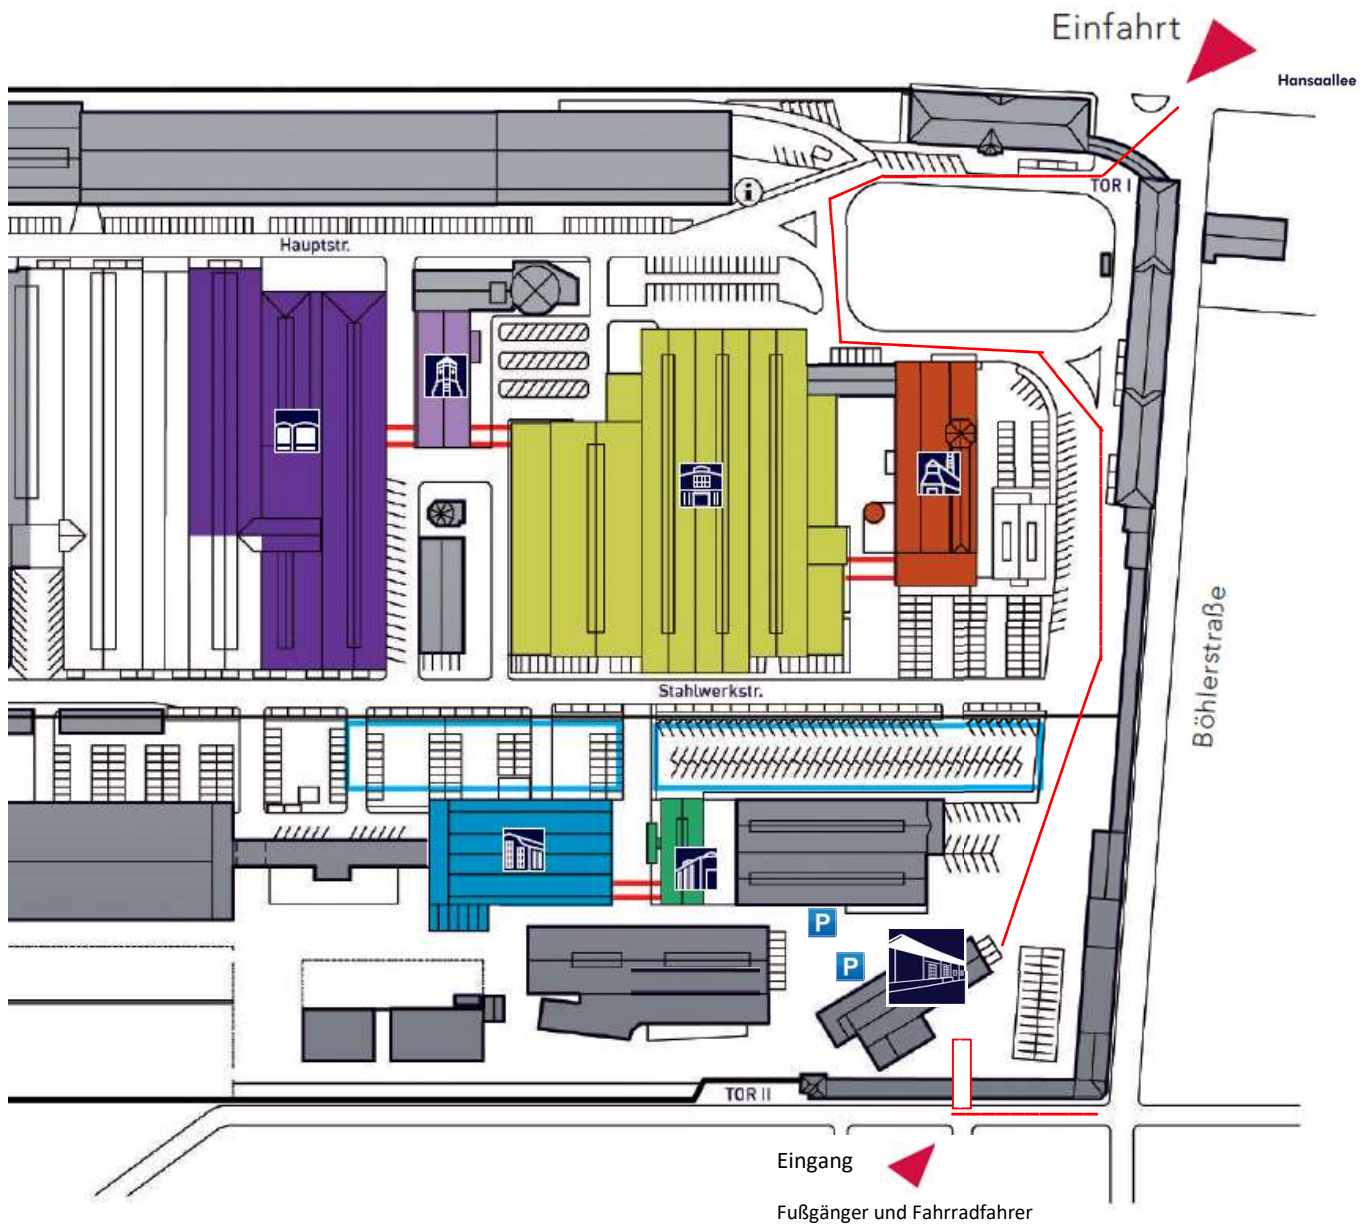 Einfahrt
Hansaallee
TOR I
i
Hauptstr.
Stahlwerkstr.
Böhlerstraße
P
P
TOR II
Eingang
Fußgänger und Fahrradfahrer